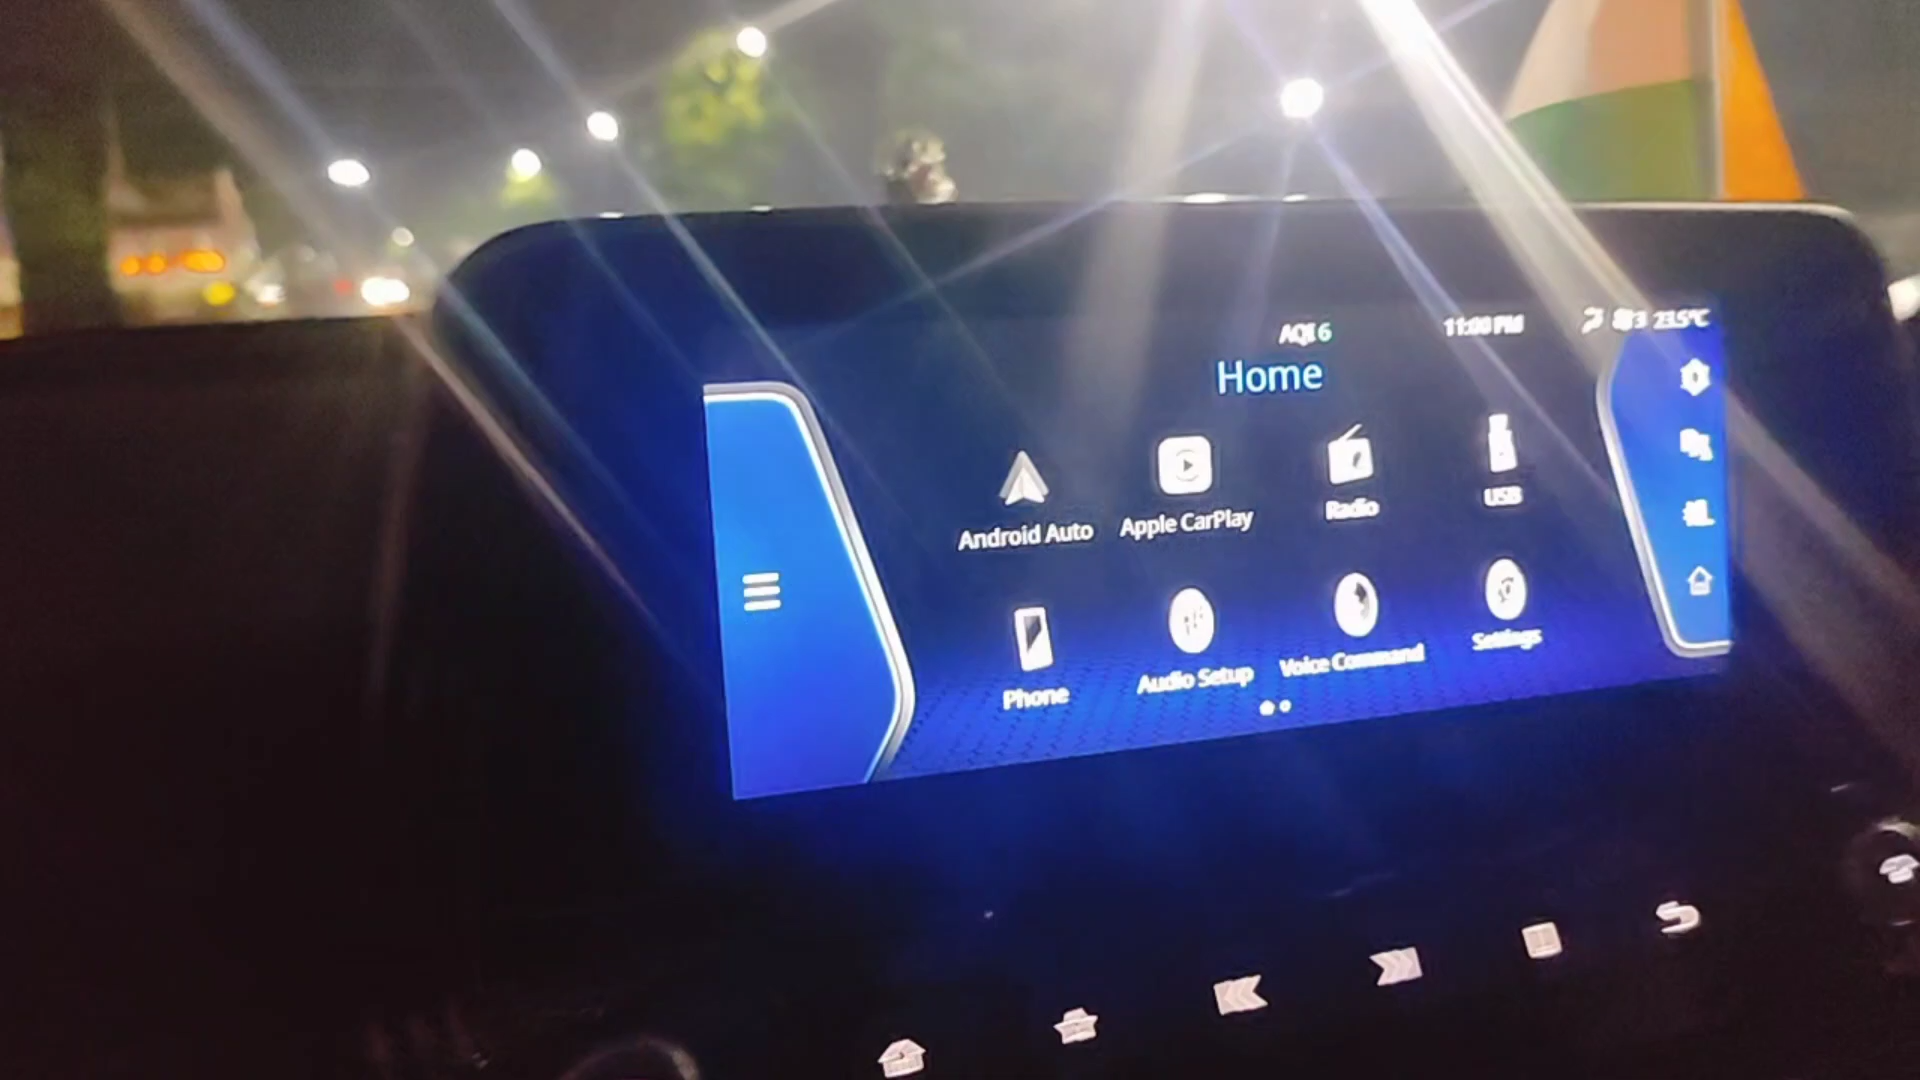 AQI 6 11:00 PM 3 23.5°C
Home
Android Auto Apple CarPlay Radio USB
Phone Audio Setup Voice Command Settings